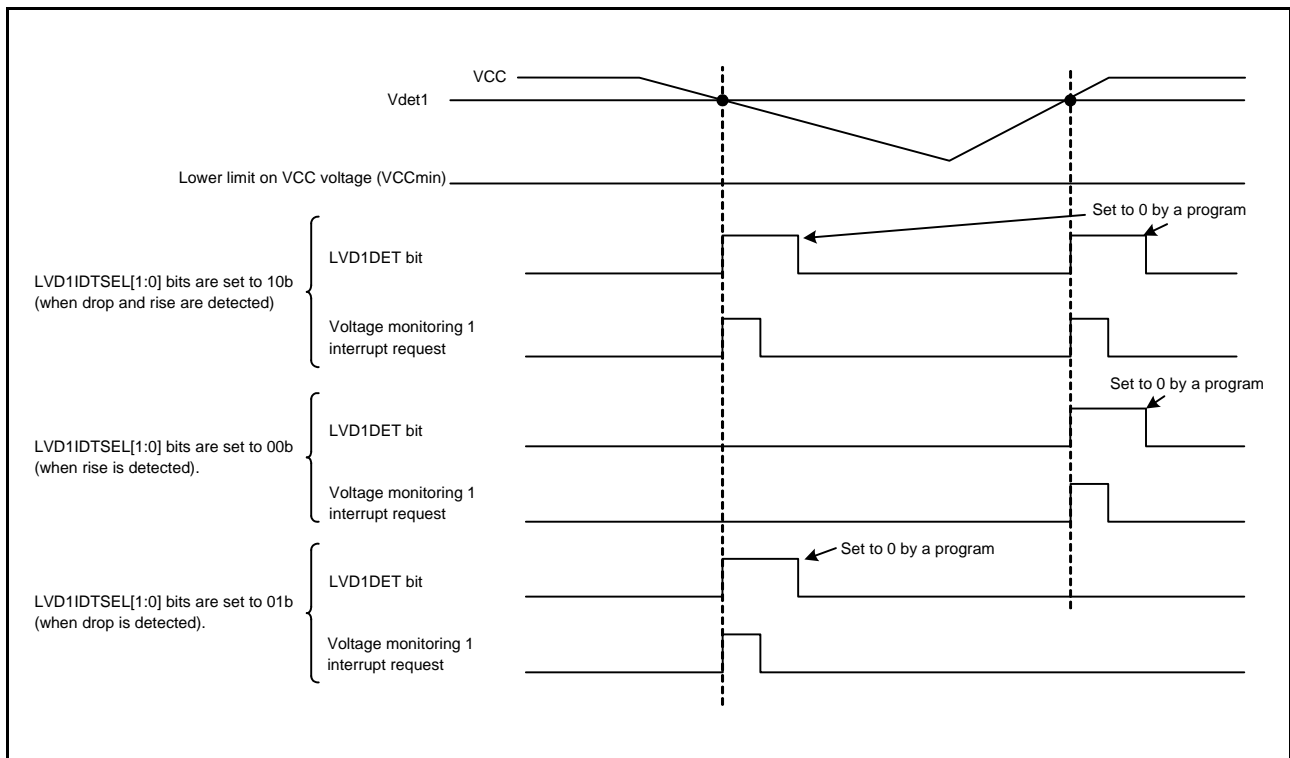 VCC
Vdet1
Lower limit on VCC voltage (VCCmin)
Set to 0 by a program
LVD1IDTSEL[1:0] bits are set to 10b
(when drop and rise are detected)
LVD1DET bit
Voltage monitoring 1
interrupt request
Set to 0 by a program
LVD1IDTSEL[1:0] bits are set to 00b
(when rise is detected).
LVD1DET bit
Voltage monitoring 1
interrupt request
Set to 0 by a program
LVD1IDTSEL[1:0] bits are set to 01b
(when drop is detected).
LVD1DET bit
Voltage monitoring 1
interrupt request